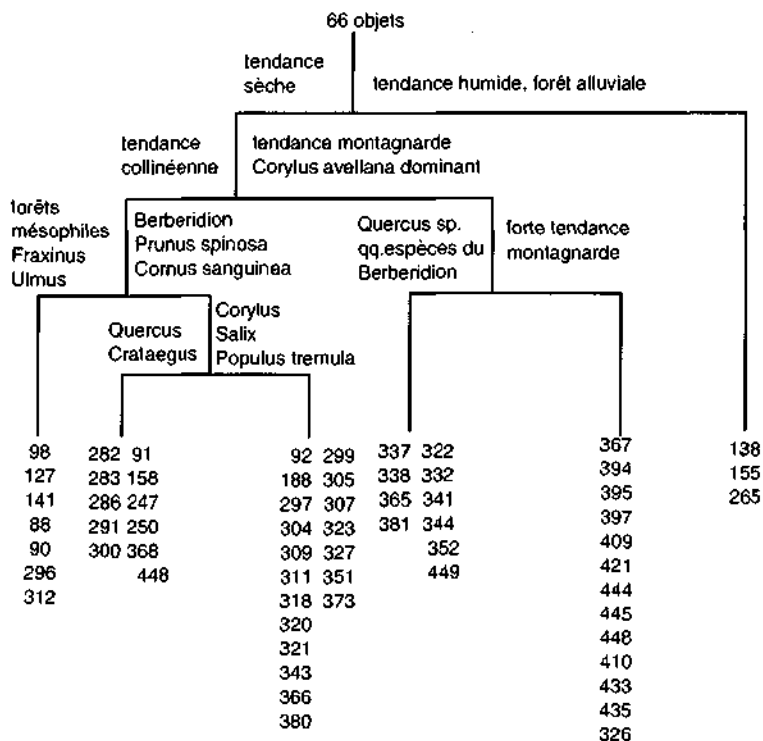 66 objets
tendance
sèche
tendance humide, forêt alluviale
tendance
collinéenne
tendance montagnarde
Corylus avellana dominant
forêts
mésophiles
Fraxinus
Ulmus
Berberidion
Prunus spinosa
Cornus sanguinea
Quercus sp.
qq.espèces du
Berberidion
forte tendance
montagnarde
Quercus
Crataegus
Corylus
Salix
Populus tremula
98
127
141
88
90
296
312
282 91
283 158
286 247
291 250
300 368
448
92 299
188 305
297 307
304 323
309 327
311 351
318 373
320
321
343
366
380
337 322
338 332
365 341
381 344
352
449
367
394
395
397
409
421
444
445
448
410
433
435
326
138
155
265